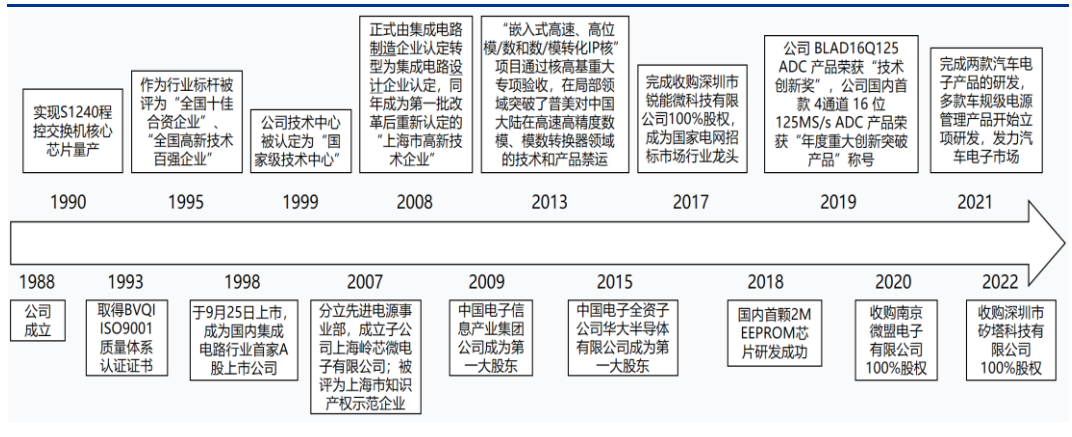 实现S1240程
控交换机核心
芯片量产
作为行业标杆被
评为“全国十佳
合资企业”、
“全国高新技术
百强企业”
公司技术中心
被认定为“国
家级技术中心”
正式由集成电路
制造企业认定转
型为集成电路设
计企业认定，同
年成为第一批改
革后重新认定的
“上海市高新技
术企业”
“嵌入式高速、高位
模/数和数/模转化IP核”
项目通过核高基重大
专项验收，在局部领
域突破了普美对中国
大陆在高速高精度数
模、模数转换器领域
的技术和产品禁运
完成收购深圳市
锐能微科技有限
公司100%股权，
成为国家电网招
标市场行业龙头
公司 BLAD16Q125
ADC 产品荣获“技术
创新奖”，公司国内首
款 4通道 16 位
125MS/s ADC 产品荣
获“年度重大创新突破
产品”称号
完成两款汽车电
子产品的研发，
多款车规级电源
管理产品开始立
项研发，发力汽
车电子市场
1990
1995
1999
2008
2013
2017
2019
2021
1988
1993
1998
2007
2009
2015
2018
2020
2022
公司
成立
取得BVQI
ISO9001
质量体系
认证证书
于9月25日上市，
成为国内集成
电路行业首家A
股上市公司
分立先进电源事
业部，成立子公
司上海岭芯微电
子有限公司；被
评为上海市知识
产权示范企业
中国电子信
息产业集团
公司成为第
一大股东
中国电子全资子
公司华大半导体
有限公司成为第
一大股东
国内首颗2M
EEPROM芯
片研发成功
收购南京
微盟电子
有限公司
100%股权
收购深圳市
矽塔科技有
限公司
100%股权